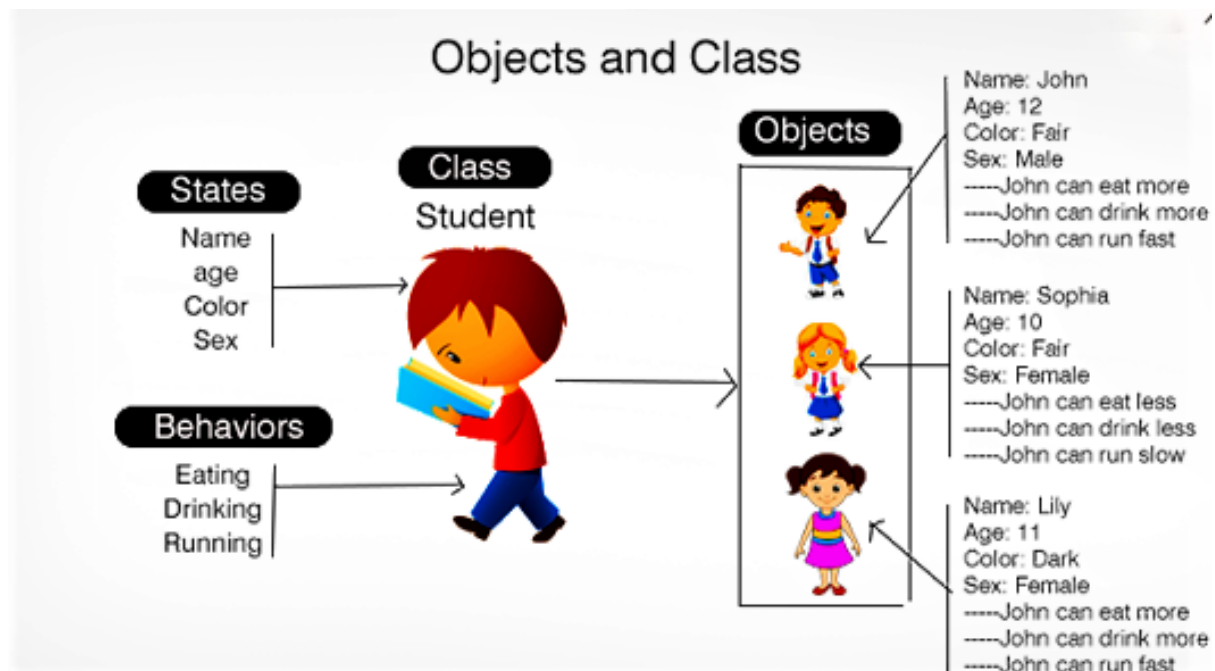 Objects and Class
States
Name
age
Color
Sex
Behaviors
Eating
Drinking
Running
Class
Student
Objects
Name: John
Age: 12
Color: Fair
Sex: Male
-----John can eat more
-----John can drink more
-----John can run fast
Name: Sophia
Age: 10
Color: Fair
Sex: Female
-----John can eat less
-----John can drink less
-----John can run slow
Name: Lily
Age: 11
Color: Dark
Sex: Female
-----John can eat more
-----John can drink more
-----John can run fast